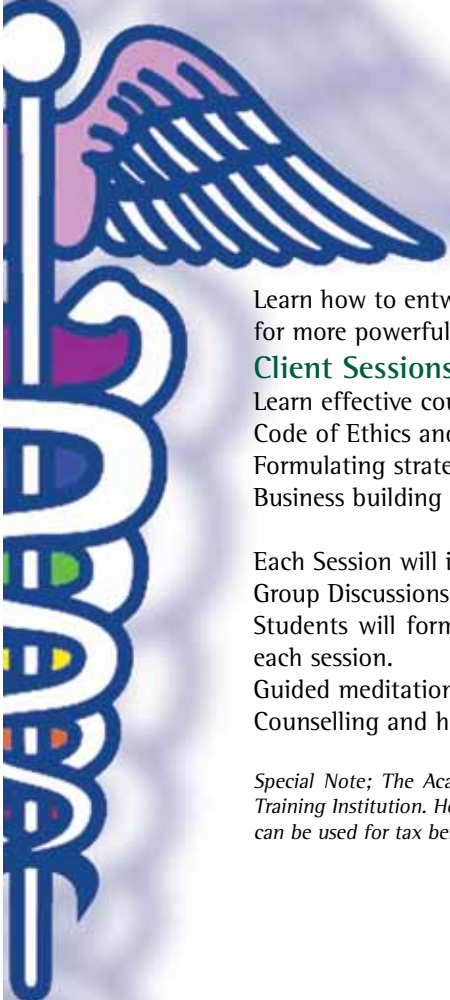 Learn how to entw
for more powerful
Client Sessions
Learn effective cou
Code of Ethics and
Formulating strate
Business building
Each Session will i
Group Discussions
Students will form
each session.
Guided meditation
Counselling and h
Special Note; The Aca
Training Institution. Ho
can be used for tax be